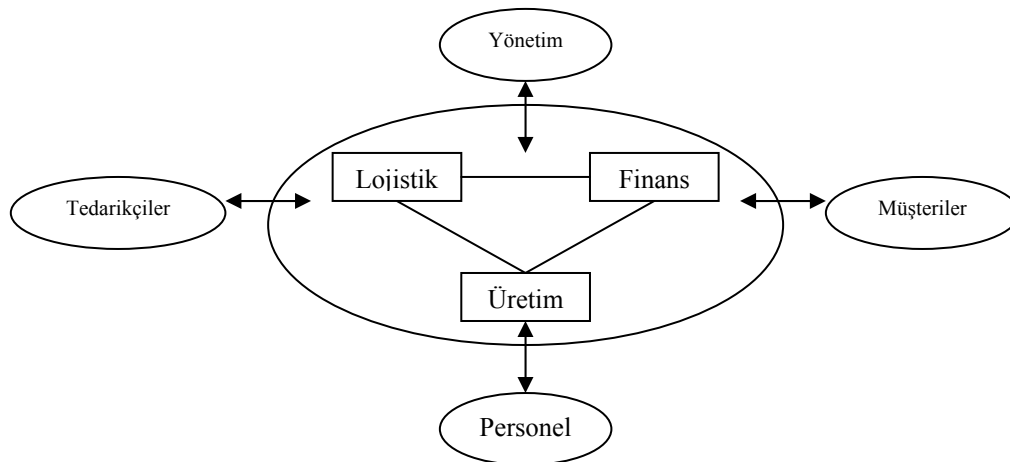 Yönetim
Lojistik
Finans
Tedarikçiler
Müşteriler
Üretim
Personel